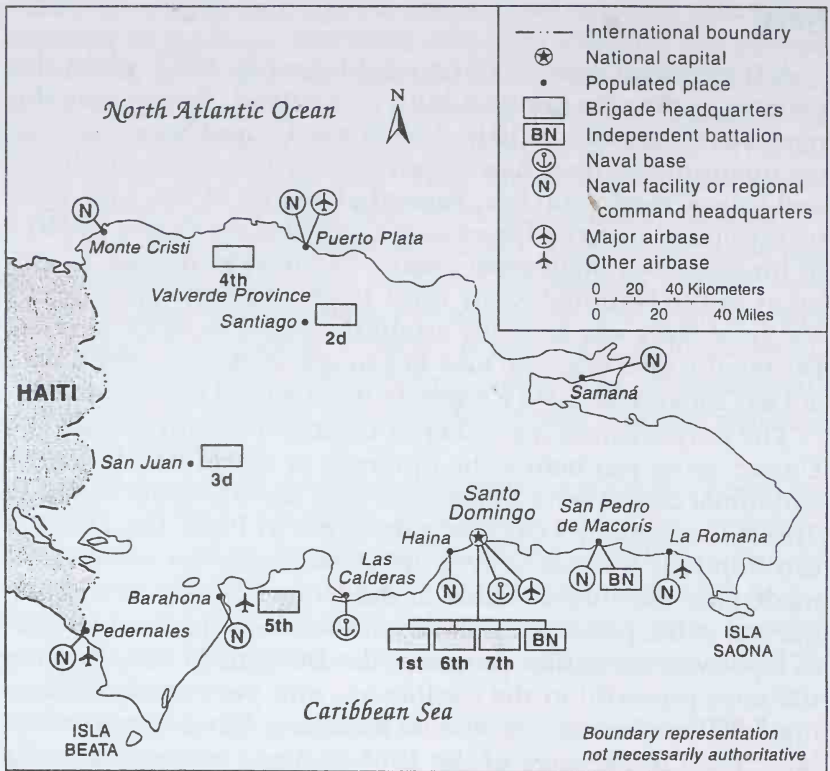 International boundary
National capital
Populated place
Brigade headquarters
BN Independent battalion
Naval base
N Naval facility or regional
command headquarters
Major airbase
Other airbase
0 20 40 Kilometers
0 20 40 Miles
North Atlantic Ocean
N
N
N
Monte Cristi
Puerto Plata
4th
Valverde Province
Santiago
2d
N
Samaná
HAITI
San Juan
3d
Santo
Domingo
San Pedro
de Macorís
Haina
La Romana
Las
Calderas
N
N
BN
N
Barahona
5th
Pedernales
N
N
1st
6th
7th
BN
ISLA
SAONA
ISLA
BEATA
Caribbean Sea
Boundary representation
not necessarily authoritative